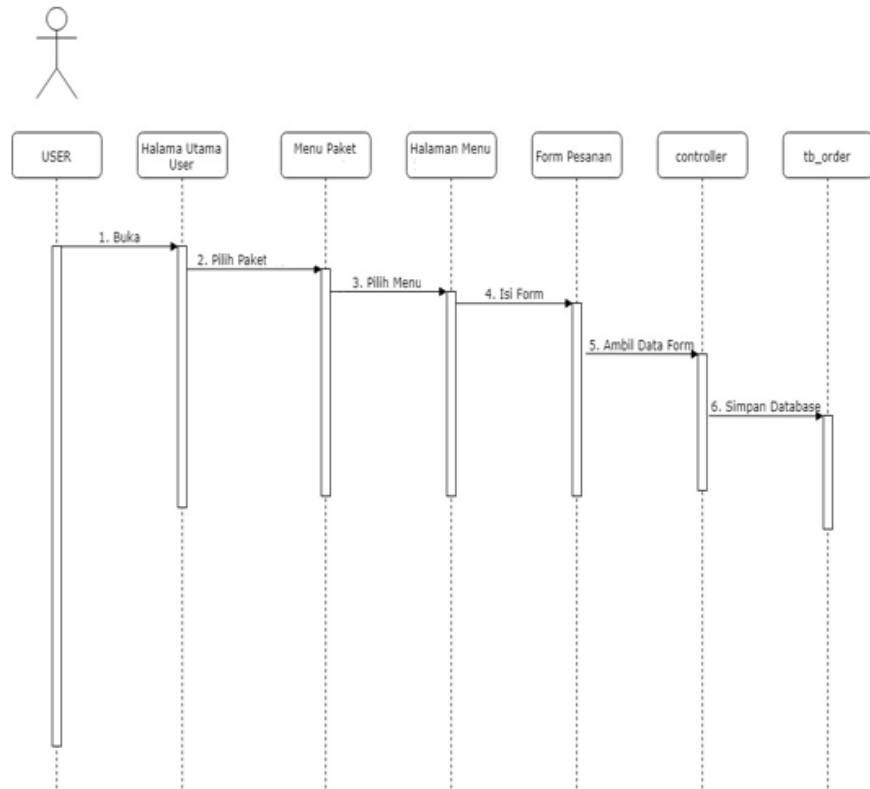 USER
Halama Utama
User
Menu Paket
Halaman Menu
Form Pesanan
controller
tb_order
1. Buka
2. Pilih Paket
3. Pilih Menu
4. Isi Form
5. Ambil Data Form
6. Simpan Database